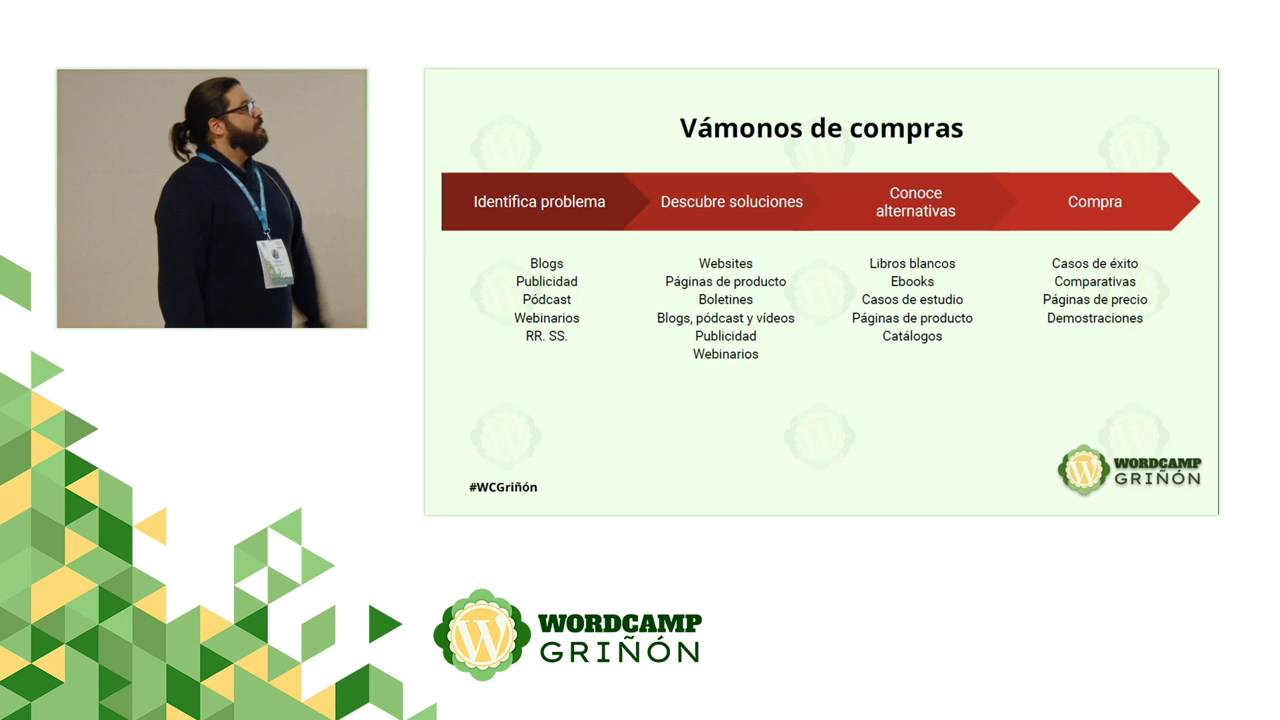 Vámonos de compras
Identifica problema
Descubre soluciones
Conoce
alternativas
Compra
Blogs
Publicidad
Pódcast
Webinarios
RR. SS.
Websites
Páginas de producto
Boletines
Blogs, pódcast y vídeos
Publicidad
Webinarios
Libros blancos
Ebooks
Casos de estudio
Páginas de producto
Catálogos
Casos de éxito
Comparativas
Páginas de precio
Demostraciones
#WCGriñón
WORDCAMP
GRIÑÓN
WORDCAMP
GRIÑÓN